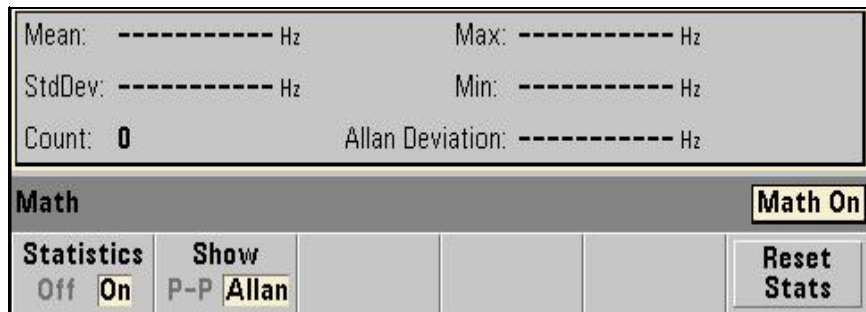 Mean: ----------- Hz Max: ----------- Hz
StdDev: ----------- Hz Min: ----------- Hz
Count: 0 Allan Deviation: ----------- Hz
Math Math On
Statistics Show Reset
Off On P-P Allan Stats